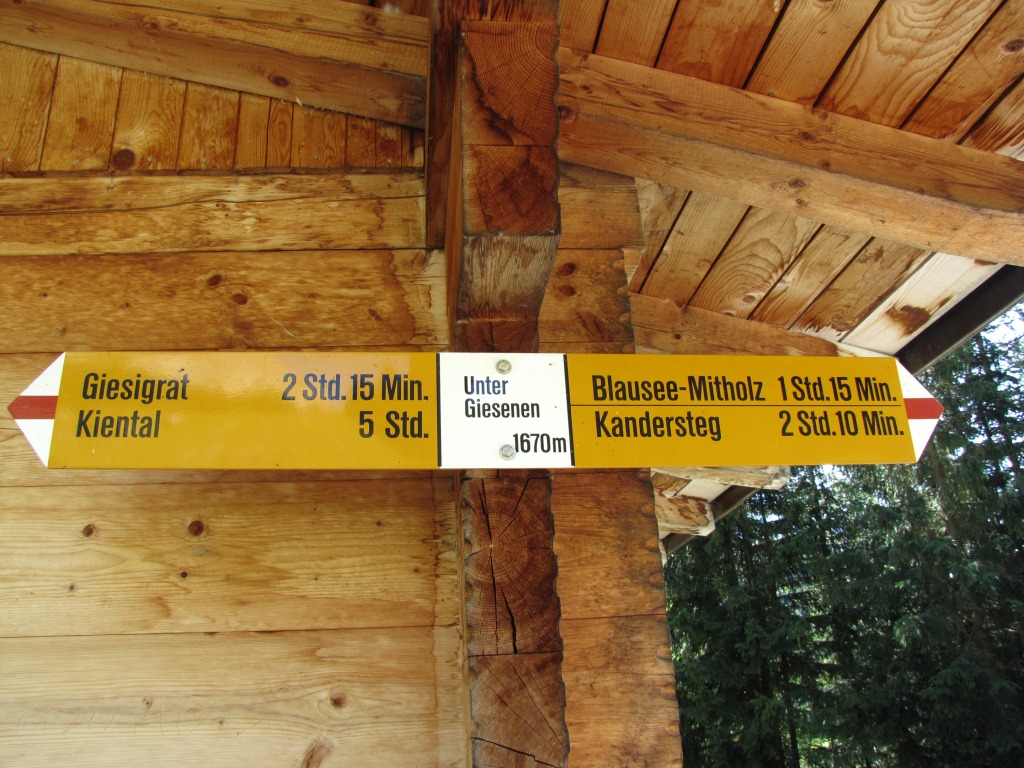 Giesigrat 2 Std. 15 Min.
Kiental 5 Std.
Unter
Giesenen
1670m
Blausee-Mitholz 1 Std. 15 Min.
Kandersteg 2 Std. 10 Min.